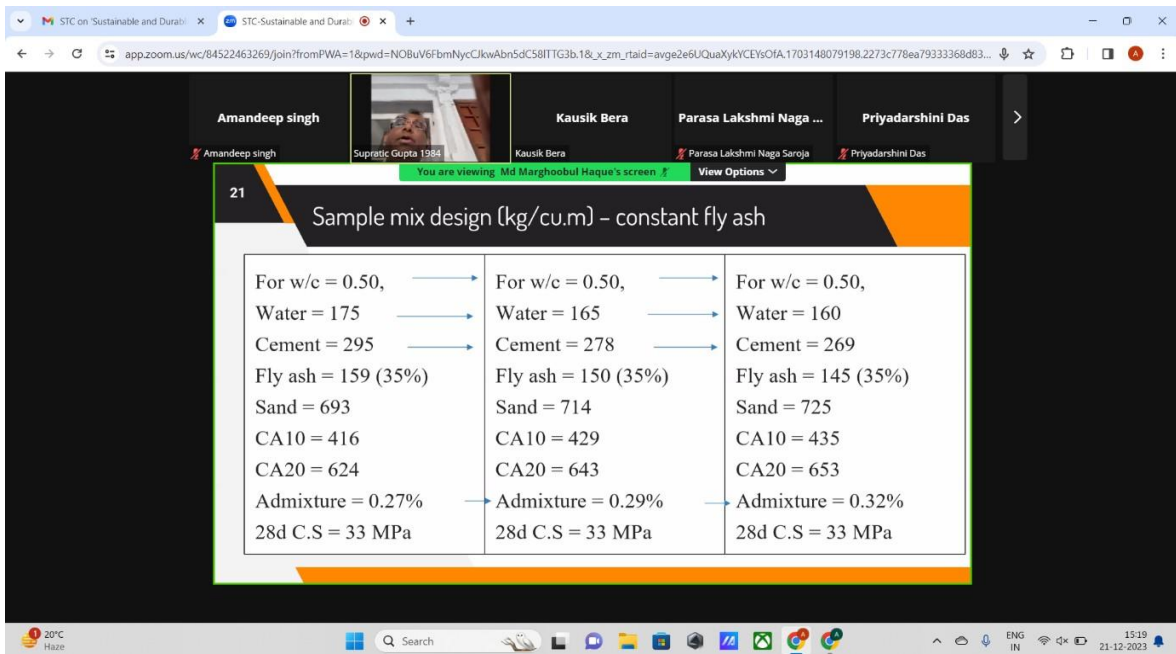 STC on 'Sustainable and Durabl
STC-Sustainable and Durab
app.zoom.us/wc/84522463269/join?fromPWA=1&pwd=NOBuV6FbmNycCJkwAbn5dC58lTTG3b.1&_x_zm_rtaid=avge2e6UQuaXykYCEYsOfA.1703148079198.2273c778ea79333368d83...
Amandeep singh
Kausik Bera
Parasa Lakshmi Naga ...
Priyadarshini Das
Amandeep singh
Supratic Gupta 1984
Kausik Bera
Parasa Lakshmi Naga Saroja
Priyadarshini Das
You are viewing Md Marghoobul Haque's screen
View Options
21
Sample mix design (kg/cu.m) – constant fly ash
For w/c = 0.50,
Water = 175
Cement = 295
Fly ash = 159 (35%)
Sand = 693
CA10 = 416
CA20 = 624
Admixture = 0.27%
28d C.S = 33 MPa
For w/c = 0.50,
Water = 165
Cement = 278
Fly ash = 150 (35%)
Sand = 714
CA10 = 429
CA20 = 643
Admixture = 0.29%
28d C.S = 33 MPa
For w/c = 0.50,
Water = 160
Cement = 269
Fly ash = 145 (35%)
Sand = 725
CA10 = 435
CA20 = 653
Admixture = 0.32%
28d C.S = 33 MPa
1
20°C
Haze
Search
ENG
IN
15:19
21-12-2023